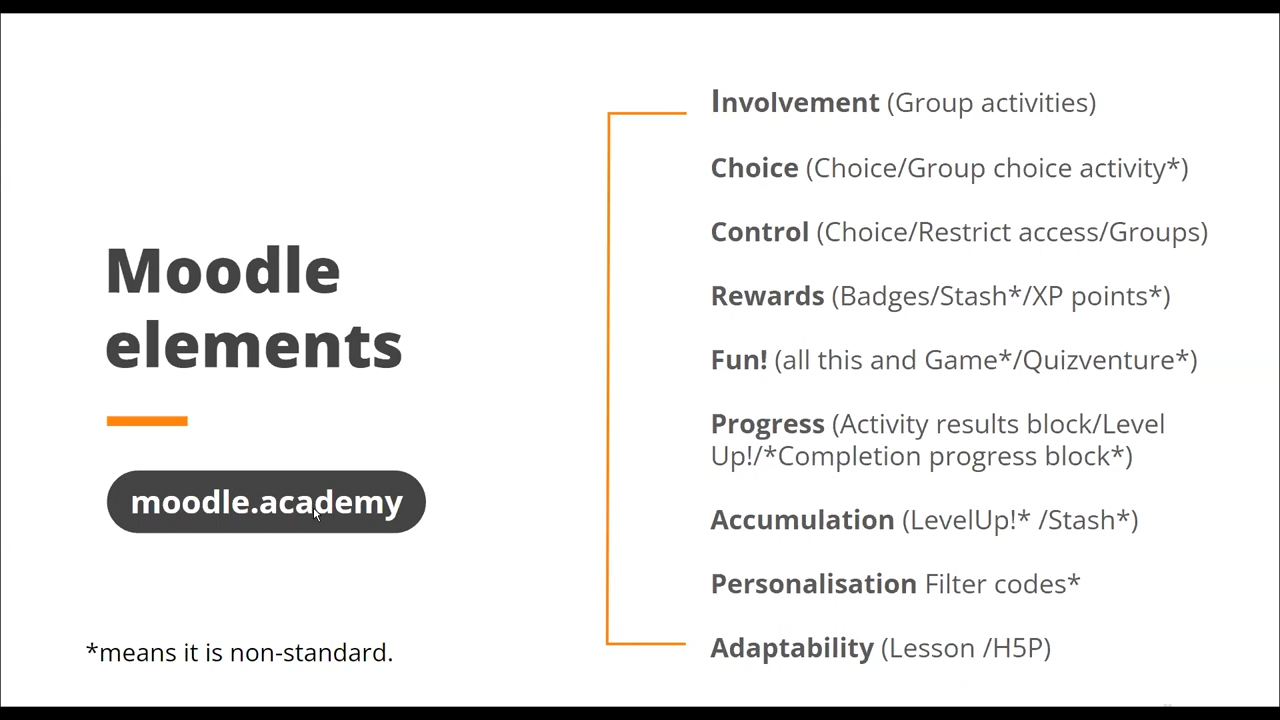 Moodle
elements
moodle.academy
*means it is non-standard.
Involvement (Group activities)
Choice (Choice/Group choice activity*)
Control (Choice/Restrict access/Groups)
Rewards (Badges/Stash*/XP points*)
Fun! (all this and Game*/Quizventure*)
Progress (Activity results block/Level
Up!/*Completion progress block*)
Accumulation (LevelUp!* /Stash*)
Personalisation Filter codes*
Adaptability (Lesson /H5P)